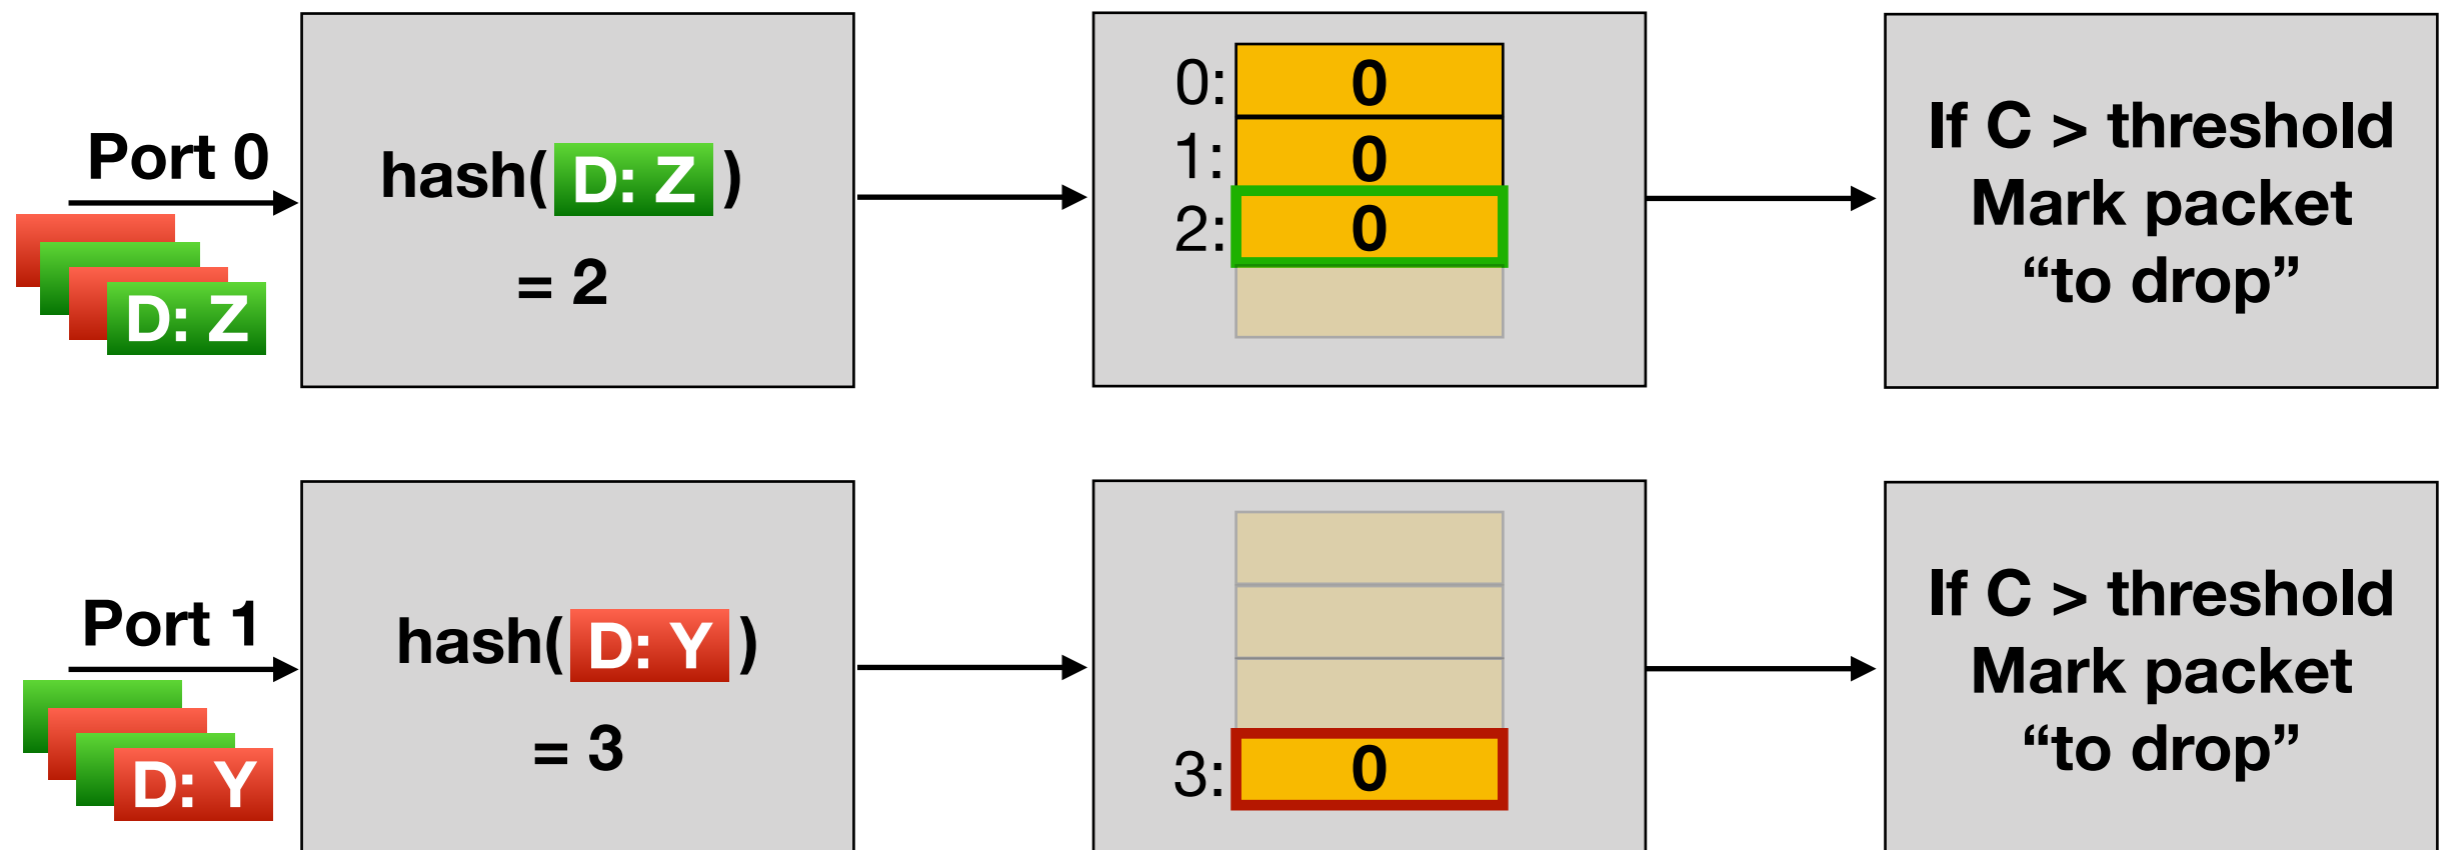 Port 0
D: Z
hash( D: Z )
= 2
0: 0
1: 0
2: 0
If C > threshold
Mark packet
“to drop”
Port 1
D: Y
hash( D: Y )
= 3
3: 0
If C > threshold
Mark packet
“to drop”